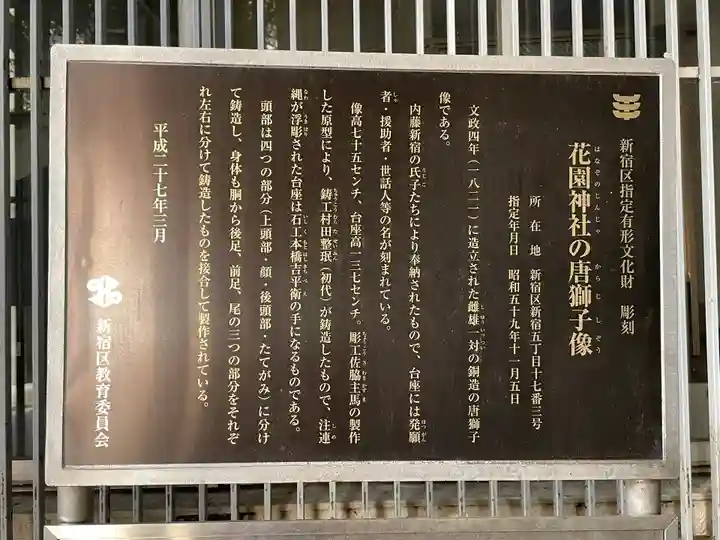 新宿区指定有形文化財　彫刻
花園神社の唐獅子像
はなぞのじんじゃ　からじしぞう
所在地　新宿区新宿五丁目十七番三号
指定年月日　昭和五十九年十一月五日
文政四年（一八二一）に造立された雌雄一対の銅造の唐獅子
像である。
内藤新宿の氏子たちにより奉納されたもので、台座には発願
者・援助者・世話人等の名が刻まれている。
像高七十五センチ、台座高一三七センチ。彫工佐脇主馬の製作
した原型により、鋳工村田整珉（初代）が鋳造したもので、注連
縄が浮彫された台座は石工本橋吉平衛の手になるものである。
頭部は四つの部分（上頭部・顔・後頭部・たてがみ）に分け
て鋳造し、身体も胴から後足、前足、尾の三つの部分をそれぞ
れ左右に分けて鋳造したものを接合して製作されている。
平成二十七年三月
新宿区教育委員会